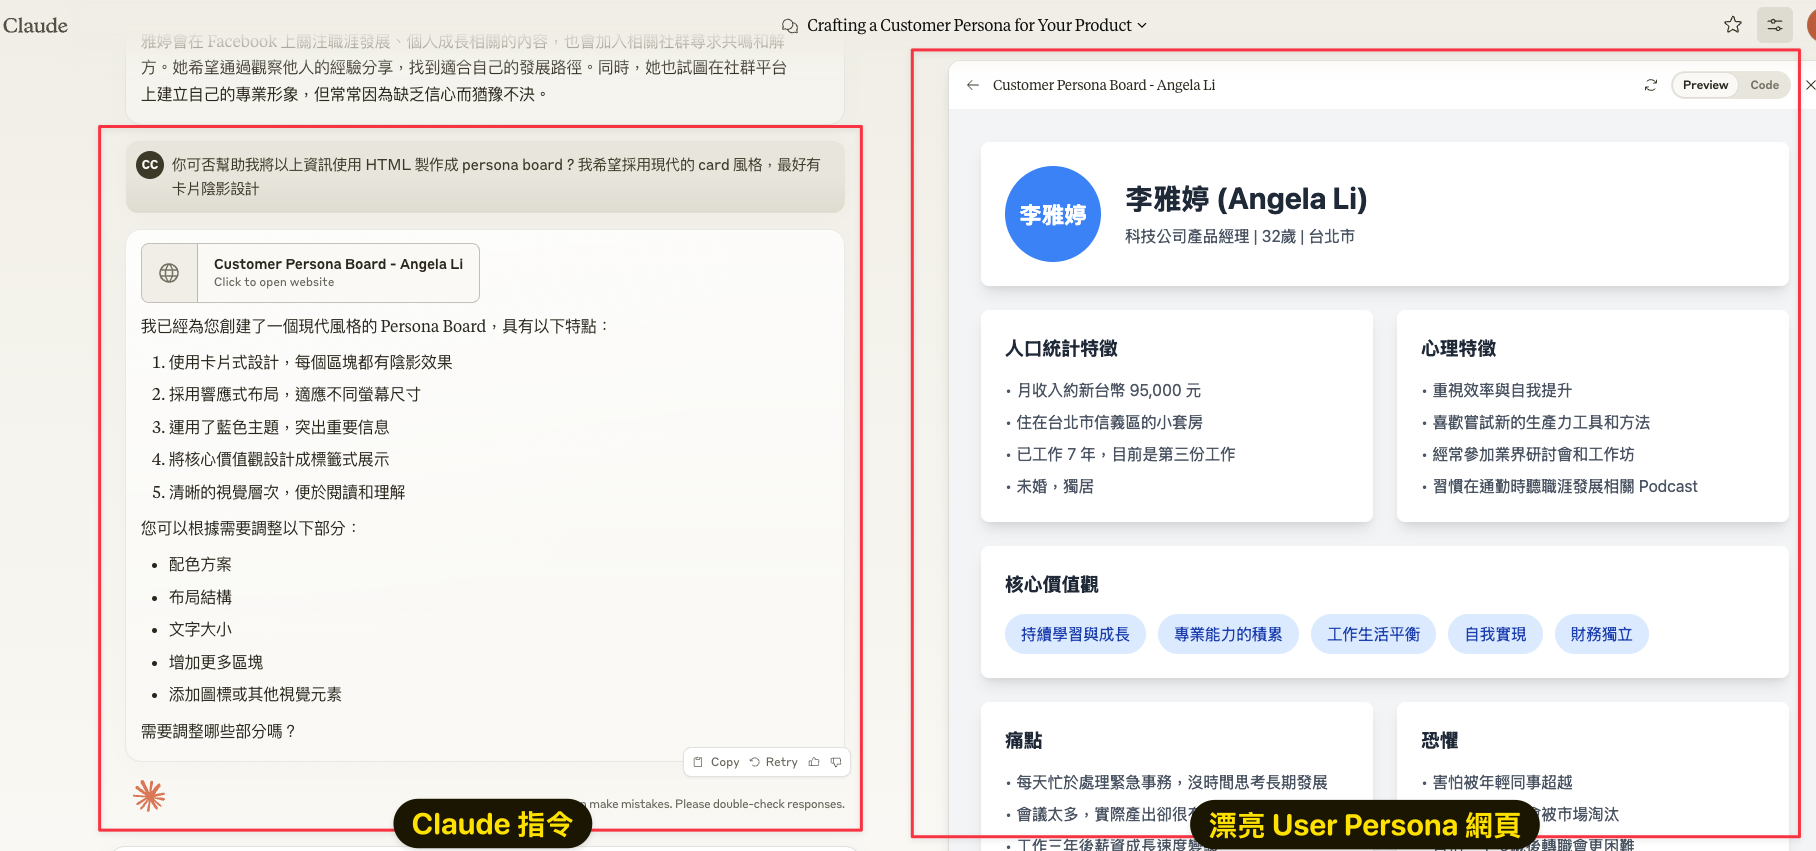 Claude
Crafting a Customer Persona for Your Product
雅婷會在 Facebook 上關注職涯發展、個人成長相關的內容，也會加入相關社群尋求共鳴和解
方。她希望通過觀察他人的經驗分享，找到適合自己的發展路徑。同時，她也試圖在社群平台
上建立自己的專業形象，但常常因為缺乏信心而猶豫不決。
CC
你可否幫助我將以上資訊使用 HTML 製作成 persona board？我希望採用現代的 card 風格，最好有
卡片陰影設計
Customer Persona Board - Angela Li
Click to open website
我已經為您創建了一個現代風格的 Persona Board，具有以下特點：
1. 使用卡片式設計，每個區塊都有陰影效果
2. 採用響應式布局，適應不同螢幕尺寸
3. 運用了藍色主題，突出重要信息
4. 將核心價值觀設計成標籤式展示
5. 清晰的視覺層次，便於閱讀和理解
您可以根據需要調整以下部分：
• 配色方案
• 布局結構
• 文字大小
• 增加更多區塊
• 添加圖標或其他視覺元素
需要調整哪些部分嗎？
Copy Retry
make mistakes. Please double-check responses.
Claude 指令
Customer Persona Board - Angela Li
Preview Code
李雅婷
李雅婷 (Angela Li)
科技公司產品經理 | 32歲 | 台北市
人口統計特徵
• 月收入約新台幣 95,000 元
• 住在台北市信義區的小套房
• 已工作 7 年，目前是第三份工作
• 未婚，獨居
心理特徵
• 重視效率與自我提升
• 喜歡嘗試新的生產力工具和方法
• 經常參加業界研討會和工作坊
• 習慣在通勤時聽職涯發展相關 Podcast
核心價值觀
持續學習與成長 專業能力的積累 工作生活平衡 自我實現 財務獨立
痛點
• 每天忙於處理緊急事務，沒時間思考長期發展
• 會議太多，實際產出卻很
• 工作三年後薪資成長速度變
恐懼
• 害怕被年輕同事超越
被市場淘汰
後轉職會更困難
漂亮 User Persona 網頁